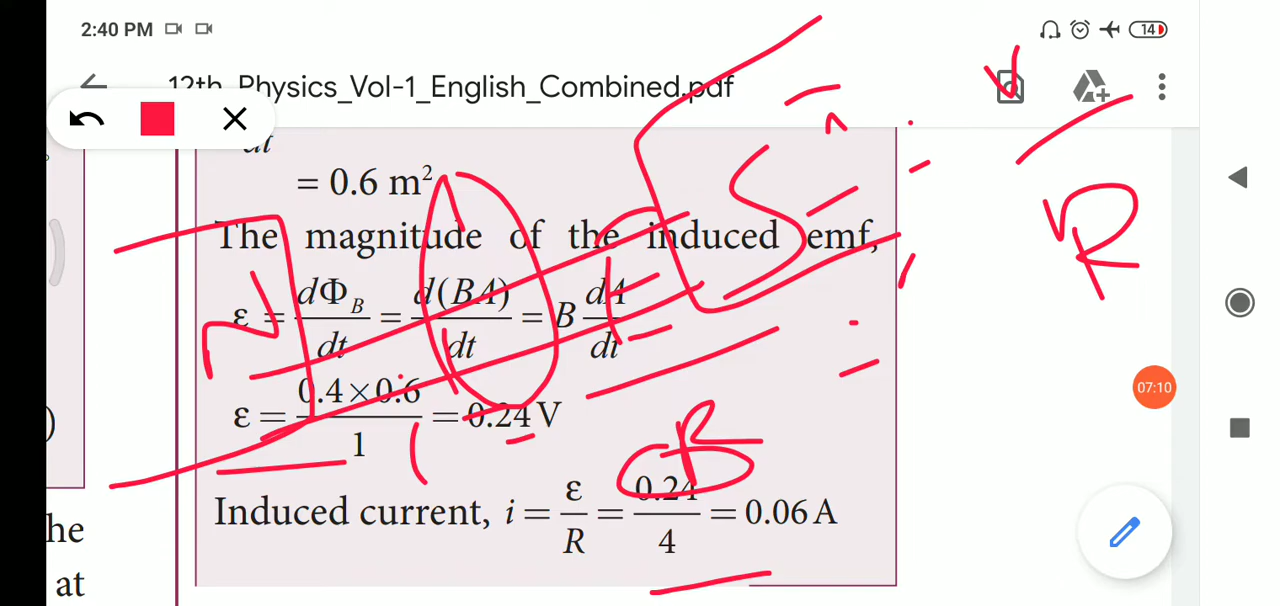 2:40 PM 14
12th_Physics_Vol-1_English_Combined.pdf
dt
= 0.6 m²
The magnitude of the induced emf,
ε = dΦ_B/dt = d(BA)/dt = B dA/dt
ε = 0.4×0.6/1 = 0.24 V
Induced current, i = ε/R = 0.24/4 = 0.06 A
)
he
at
N
S
R
B
07:10